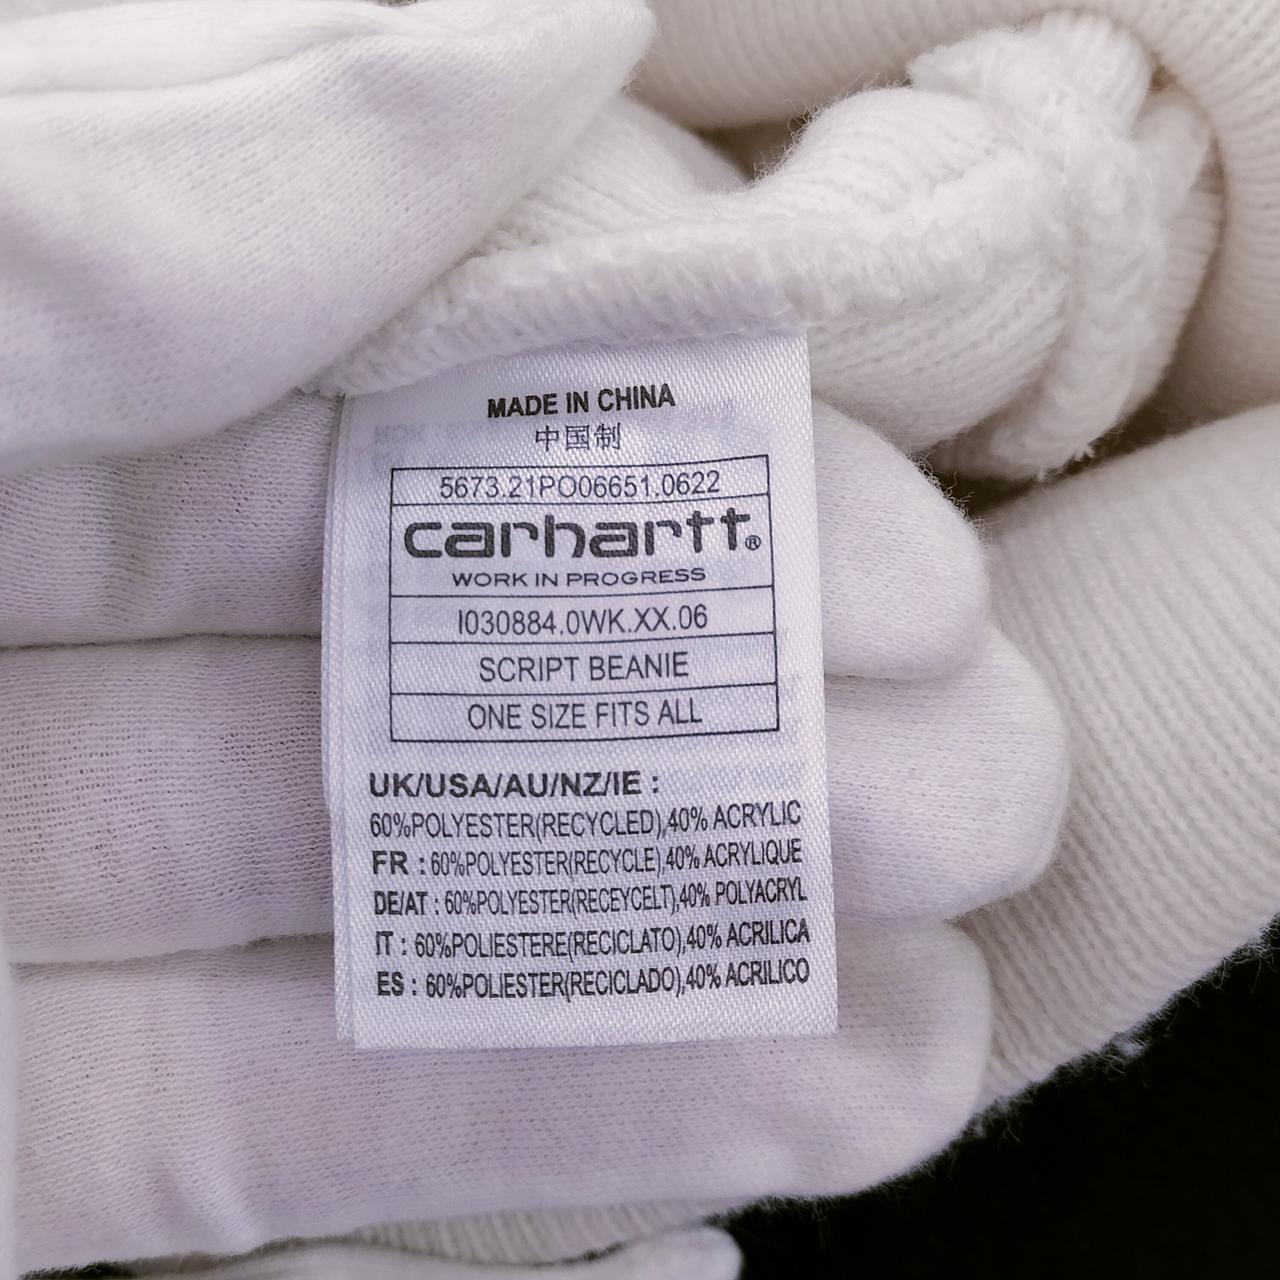 MADE IN CHINA
中国制
5673.21PO06651.0622
carhartt®
WORK IN PROGRESS
I030884.0WK.XX.06
SCRIPT BEANIE
ONE SIZE FITS ALL
UK/USA/AU/NZ/IE :
60%POLYESTER(RECYCLED),40% ACRYLIC
FR : 60%POLYESTER(RECYCLE),40% ACRYLIQUE
DE/AT : 60%POLYESTER(RECEYCELT),40% POLYACRYL
IT : 60%POLIESTERE(RECICLATO),40% ACRILICA
ES : 60%POLIESTER(RECICLADO),40% ACRILICO